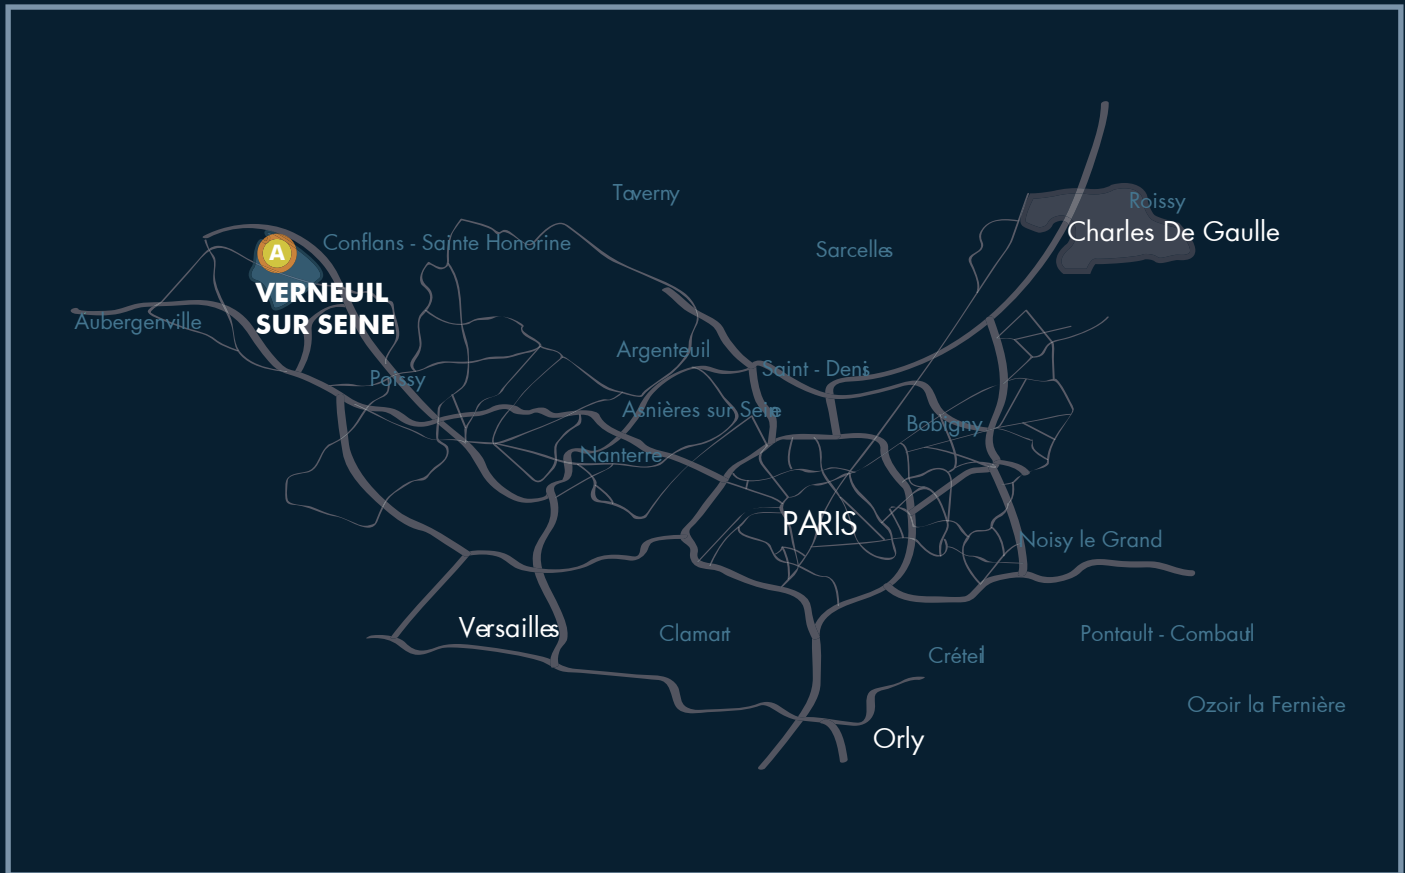 Taverny
Roissy
Charles De Gaulle
Conflans - Sainte Honorine
Sarcelles
A
VERNEUIL
SUR SEINE
Aubergenville
Argenteuil
Saint - Denis
Poissy
Asnières sur Seine
Bobigny
Nanterre
PARIS
Noisy le Grand
Versailles
Clamart
Pontault - Combault
Créteil
Ozoir la Fernière
Orly